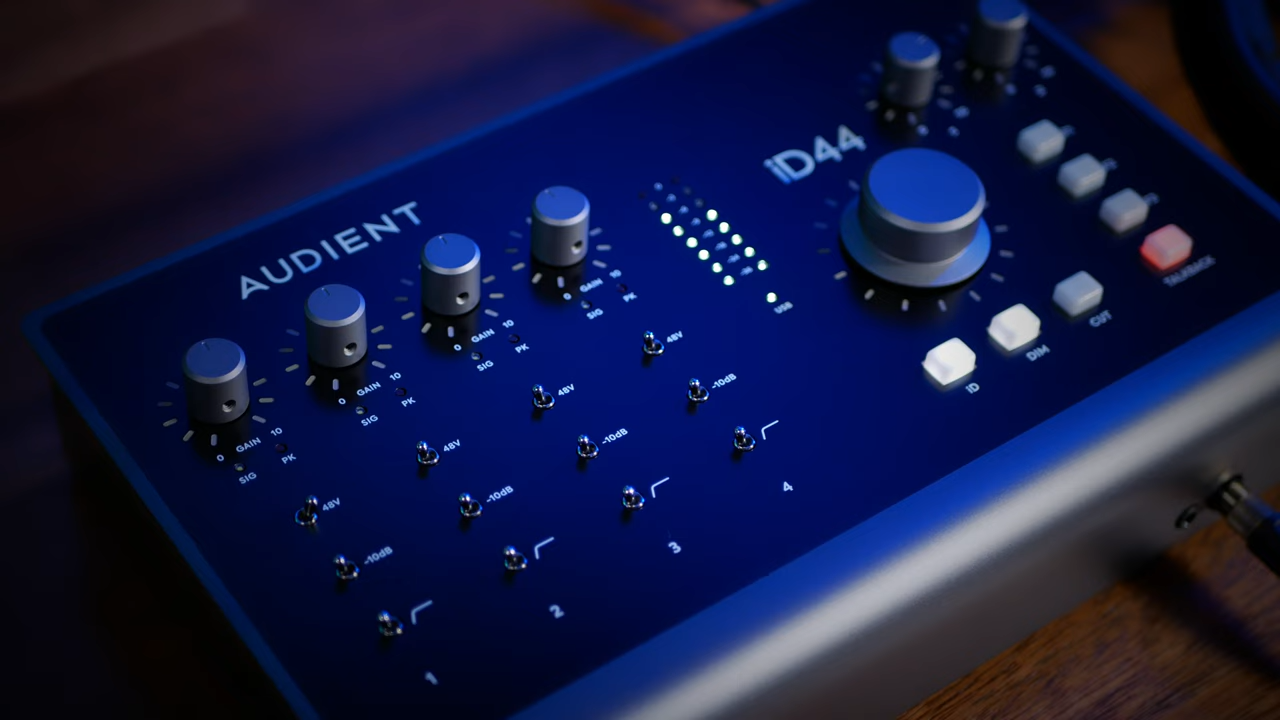 AUDIENT
iD44
0 GAIN 10
SIG PK
48V
-10dB
1
0 GAIN 10
SIG PK
48V
-10dB
2
0 GAIN 10
SIG PK
48V
-10dB
3
0 GAIN 10
SIG PK
48V
-10dB
4
USB
iD
DIM
CUT
TALKBACK